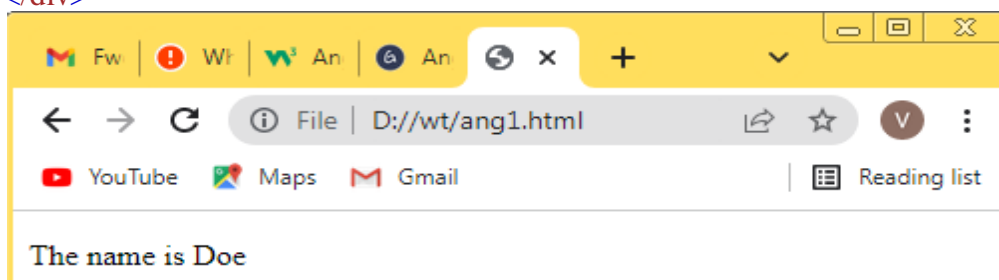 </div>
Fw Wh An An
File D://wt/ang1.html V
YouTube Maps Gmail Reading list
The name is Doe